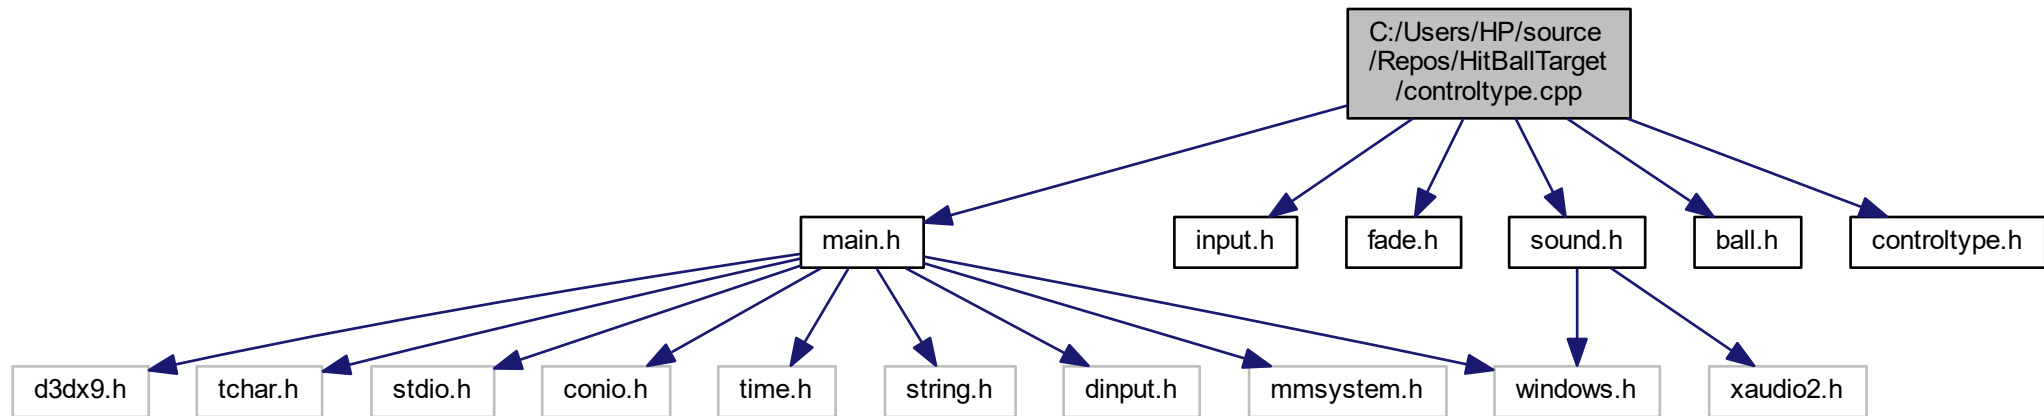 C:/Users/HP/source
/Repos/HitBallTarget
/controltype.cpp
main.h
input.h
fade.h
sound.h
ball.h
controltype.h
d3dx9.h
tchar.h
stdio.h
conio.h
time.h
string.h
dinput.h
mmsystem.h
windows.h
xaudio2.h